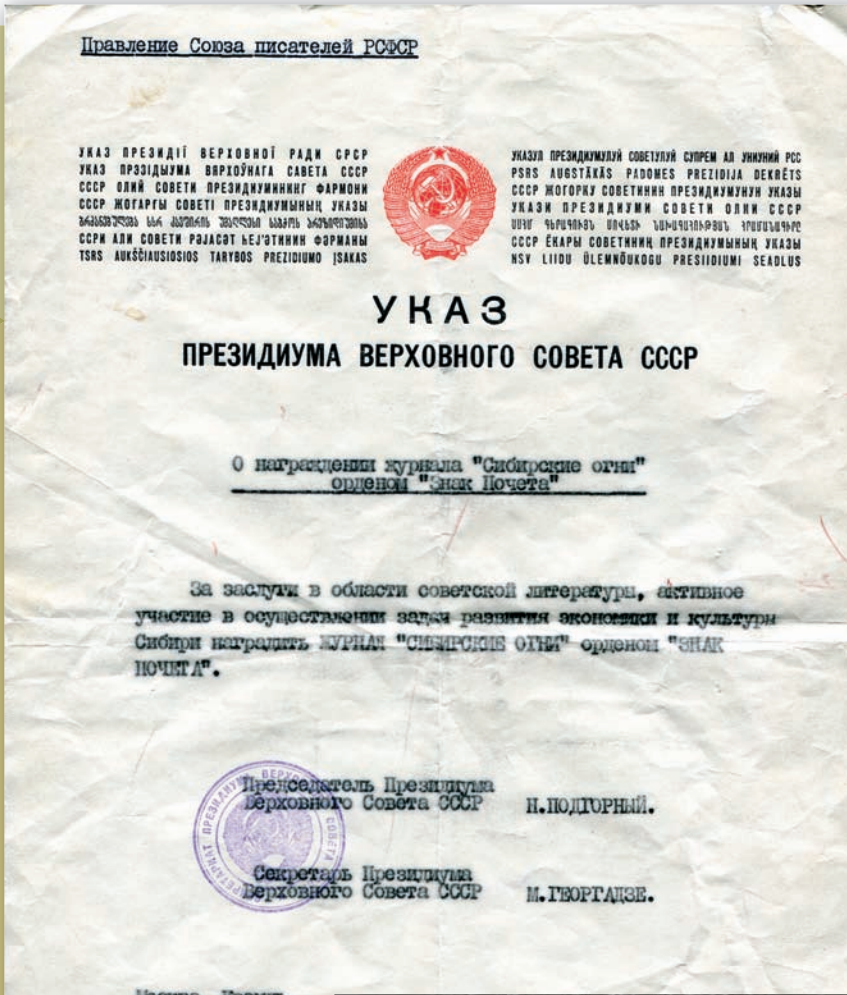 Правление Союза писателей РСФСР
УКАЗ ПРЕЗИДІЇ ВЕРХОВНОЇ РАДИ СРСР
УКАЗ ПРЭЗІДЫУМА ВЯРХОЎНАГА САВЕТА СССР
СССР ОЛИЙ СОВЕТИ ПРЕЗИДИУМИНИНГ ФАРМОНИ
СССР ЖОГАРҒЫ СОВЕТІ ПРЕЗИДИУМЫНЫҢ УКАЗЫ
ССРИ АЛИ СОВЕТИ РӘЈАСӘТ ҺЕЈ'ӘТИНИН ФӘРМАНЫ
TSRS AUKŠČIAUSIOSIOS TARYBOS PREZIDIUMO ĮSAKAS
УКАЗУЛ ПРЕЗИДИУМУЛУЙ СОВЕТУЛУЙ СУПРЕМ АЛ УНИУНИЙ РСС
PSRS AUGSTĀKĀS PADOMES PREZIDIJA DEKRĒTS
СССР ЖОГОРКУ СОВЕТИНИН ПРЕЗИДИУМУНУН УКАЗЫ
УКАЗИ ПРЕЗИДИУМИ СОВЕТИ ОЛИИ СССР
СССР ЁКАРЫ СОВЕТИНИҢ ПРЕЗИДИУМЫНЫҢ УКАЗЫ
NSV LIIDU ÜLEMNÕUKOGU PRESIIDIUMI SEADLUS
УКАЗ
ПРЕЗИДИУМА ВЕРХОВНОГО СОВЕТА СССР
О награждении журнала "Сибирские огни"
орденом "Знак Почета"
За заслуги в области советской литературы, активное
участие в осуществлении задач развития экономики и культуры
Сибири наградить ЖУРНАЛ "СИБИРСКИЕ ОГНИ" орденом "ЗНАК
ПОЧЕТА".
Председатель Президиума
Верховного Совета СССР Н.ПОДГОРНЫЙ.
Секретарь Президиума
Верховного Совета СССР М.ГЕОРГАДЗЕ.